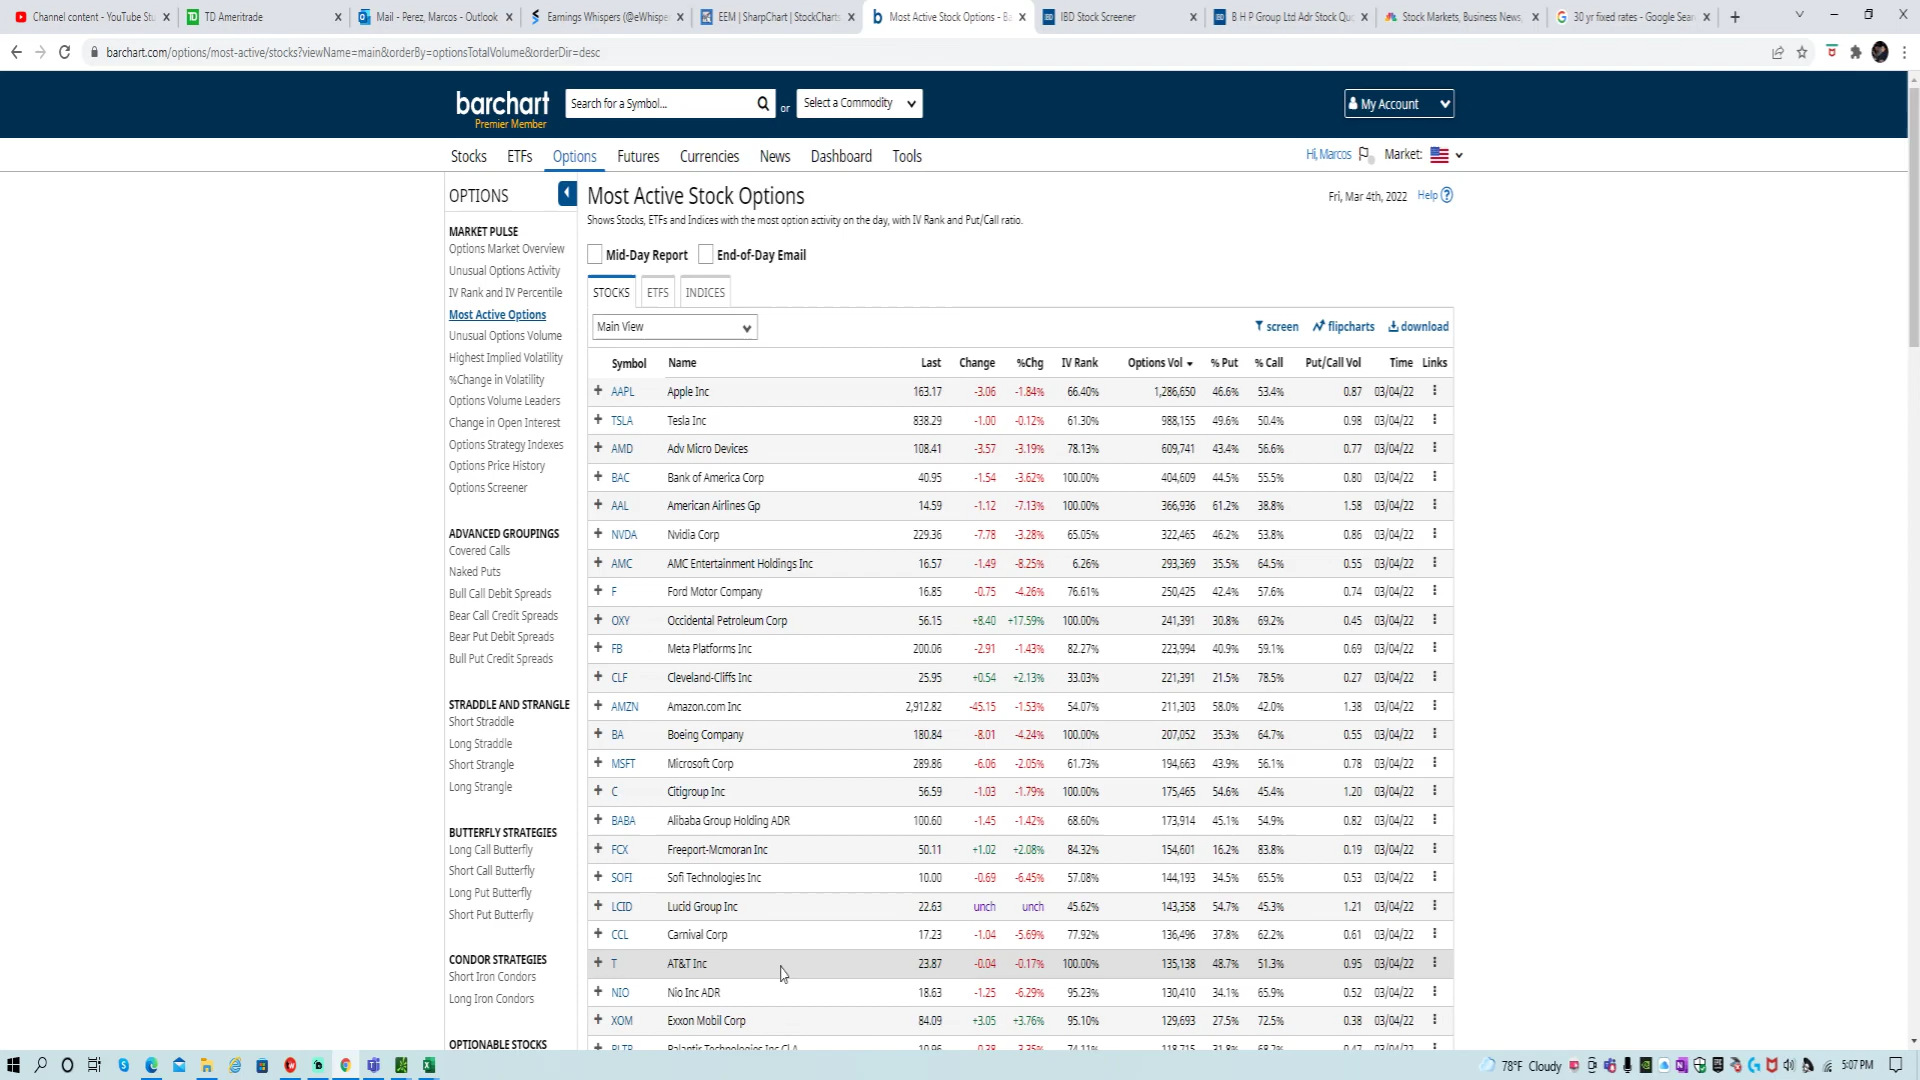 Channel content - YouTube Stu
TD Ameritrade
Mail - Perez, Marcos - Outlook
Earnings Whispers (@eWhispe
EEM | SharpChart | StockCharts
Most Active Stock Options - Ba
IBD Stock Screener
B H P Group Ltd Adr Stock Quo
Stock Markets, Business News,
30 yr fixed rates - Google Sear
barchart.com/options/most-active/stocks?viewName=main&orderBy=optionsTotalVolume&orderDir=desc
barchart
Premier Member
Search for a Symbol...
or
Select a Commodity
My Account
Stocks ETFs Options Futures Currencies News Dashboard Tools
Hi, Marcos Market:
OPTIONS
MARKET PULSE
Options Market Overview
Unusual Options Activity
IV Rank and IV Percentile
Most Active Options
Unusual Options Volume
Highest Implied Volatility
%Change in Volatility
Options Volume Leaders
Change in Open Interest
Options Strategy Indexes
Options Price History
Options Screener
ADVANCED GROUPINGS
Covered Calls
Naked Puts
Bull Call Debit Spreads
Bear Call Credit Spreads
Bear Put Debit Spreads
Bull Put Credit Spreads
STRADDLE AND STRANGLE
Short Straddle
Long Straddle
Short Strangle
Long Strangle
BUTTERFLY STRATEGIES
Long Call Butterfly
Short Call Butterfly
Long Put Butterfly
Short Put Butterfly
CONDOR STRATEGIES
Short Iron Condors
Long Iron Condors
OPTIONABLE STOCKS
Most Active Stock Options
Fri, Mar 4th, 2022 Help ?
Shows Stocks, ETFs and Indices with the most option activity on the day, with IV Rank and Put/Call ratio.
Mid-Day Report End-of-Day Email
STOCKS ETFS INDICES
Main View
screen flipcharts download
Symbol Name Last Change %Chg IV Rank Options Vol % Put % Call Put/Call Vol Time Links
+ AAPL Apple Inc 163.17 -3.06 -1.84% 66.40% 1,286,650 46.6% 53.4% 0.87 03/04/22
+ TSLA Tesla Inc 838.29 -1.00 -0.12% 61.30% 988,155 49.6% 50.4% 0.98 03/04/22
+ AMD Adv Micro Devices 108.41 -3.57 -3.19% 78.13% 609,741 43.4% 56.6% 0.77 03/04/22
+ BAC Bank of America Corp 40.95 -1.54 -3.62% 100.00% 404,609 44.5% 55.5% 0.80 03/04/22
+ AAL American Airlines Gp 14.59 -1.12 -7.13% 100.00% 366,936 61.2% 38.8% 1.58 03/04/22
+ NVDA Nvidia Corp 229.36 -7.78 -3.28% 65.05% 322,465 46.2% 53.8% 0.86 03/04/22
+ AMC AMC Entertainment Holdings Inc 16.57 -1.49 -8.25% 6.26% 293,369 35.5% 64.5% 0.55 03/04/22
+ F Ford Motor Company 16.85 -0.75 -4.26% 76.61% 250,425 42.4% 57.6% 0.74 03/04/22
+ OXY Occidental Petroleum Corp 56.15 +8.40 +17.59% 100.00% 241,391 30.8% 69.2% 0.45 03/04/22
+ FB Meta Platforms Inc 200.06 -2.91 -1.43% 82.27% 223,994 40.9% 59.1% 0.69 03/04/22
+ CLF Cleveland-Cliffs Inc 25.95 +0.54 +2.13% 33.03% 221,391 21.5% 78.5% 0.27 03/04/22
+ AMZN Amazon.com Inc 2,912.82 -45.15 -1.53% 54.07% 211,303 58.0% 42.0% 1.38 03/04/22
+ BA Boeing Company 180.84 -8.01 -4.24% 100.00% 207,052 35.3% 64.7% 0.55 03/04/22
+ MSFT Microsoft Corp 289.86 -6.06 -2.05% 61.73% 194,663 43.9% 56.1% 0.78 03/04/22
+ C Citigroup Inc 56.59 -1.03 -1.79% 100.00% 175,465 54.6% 45.4% 1.20 03/04/22
+ BABA Alibaba Group Holding ADR 100.60 -1.45 -1.42% 68.60% 173,914 45.1% 54.9% 0.82 03/04/22
+ FCX Freeport-Mcmoran Inc 50.11 +1.02 +2.08% 84.32% 154,601 16.2% 83.8% 0.19 03/04/22
+ SOFI Sofi Technologies Inc 10.00 -0.69 -6.45% 57.08% 144,193 34.5% 65.5% 0.53 03/04/22
+ LCID Lucid Group Inc 22.63 unch unch 45.62% 143,358 54.7% 45.3% 1.21 03/04/22
+ CCL Carnival Corp 17.23 -1.04 -5.69% 77.92% 136,496 37.8% 62.2% 0.61 03/04/22
+ T AT&T Inc 23.87 -0.04 -0.17% 100.00% 135,138 48.7% 51.3% 0.95 03/04/22
+ NIO Nio Inc ADR 18.63 -1.25 -6.29% 95.23% 130,410 34.1% 65.9% 0.52 03/04/22
+ XOM Exxon Mobil Corp 84.09 +3.05 +3.76% 95.10% 129,693 27.5% 72.5% 0.38 03/04/22
78°F Cloudy 5:07 PM